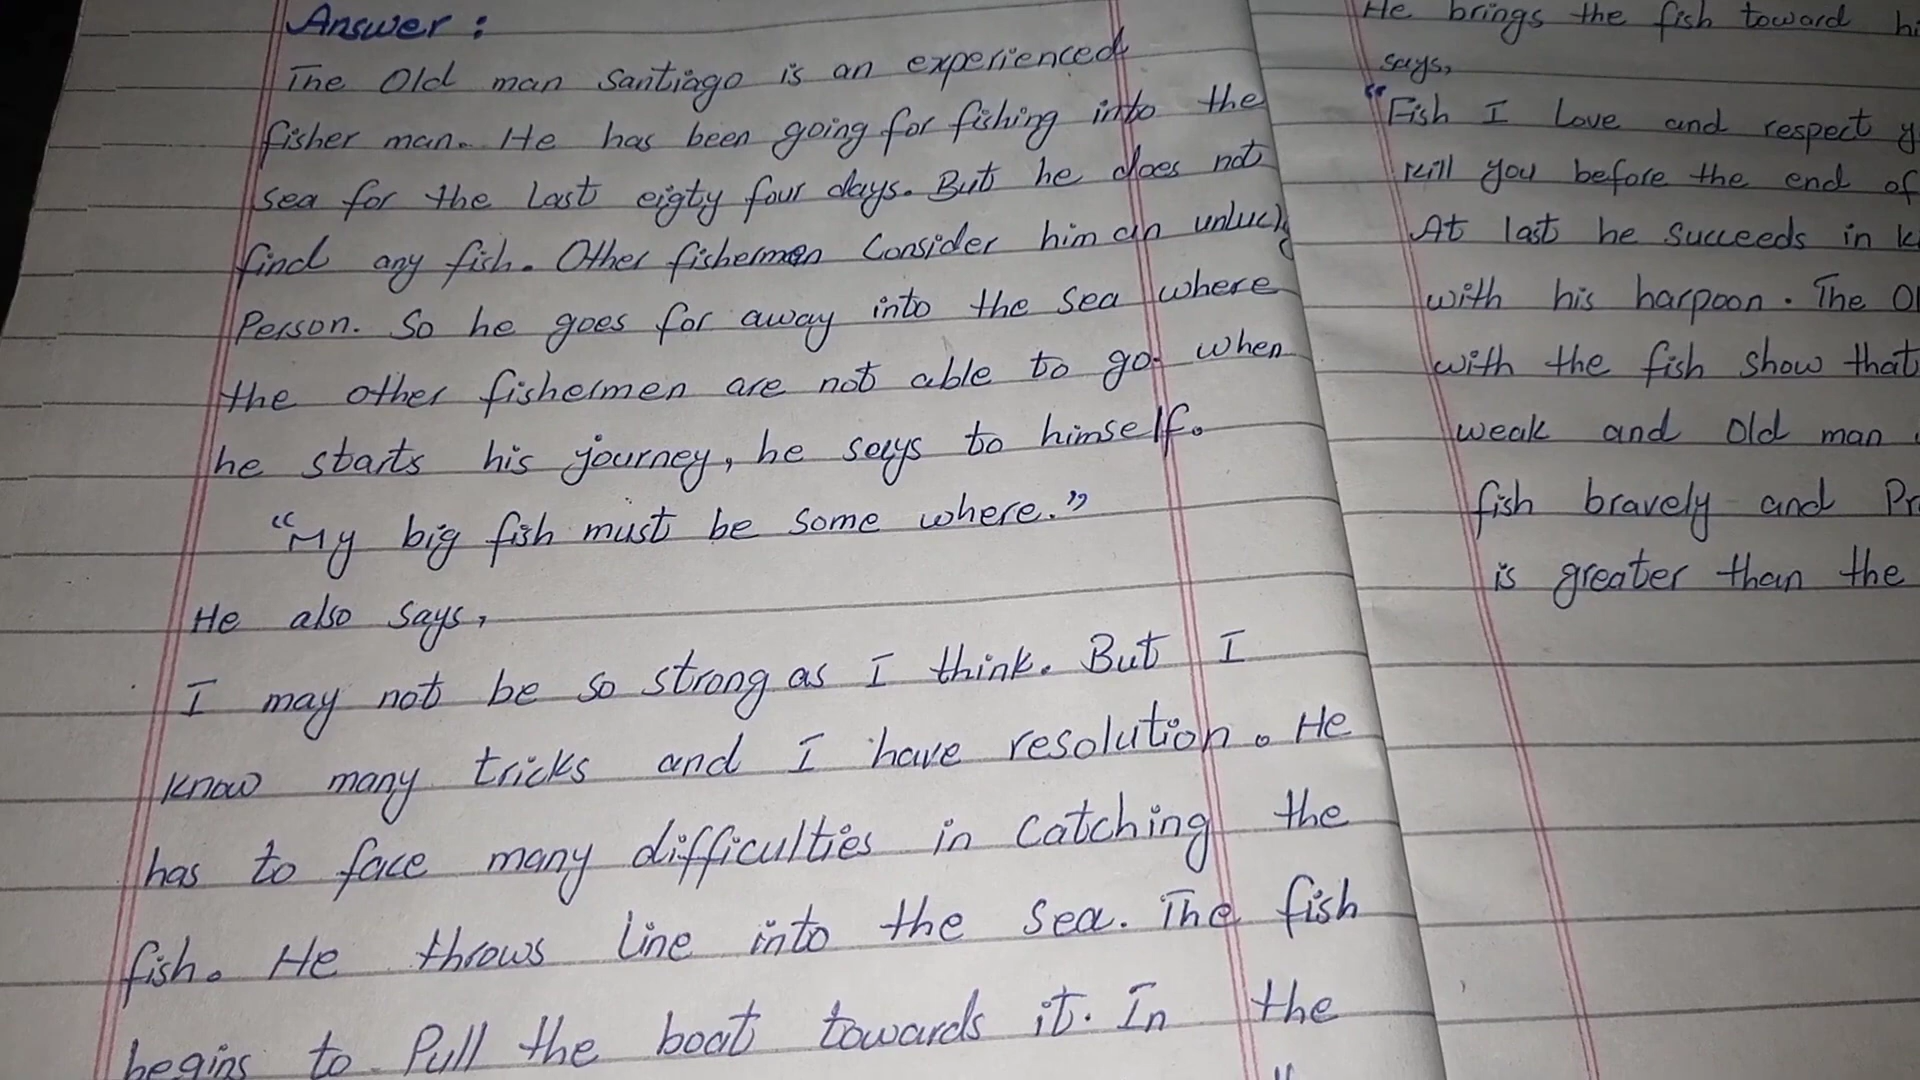 Answer :
The Old man Santiago is an experienced
fisher man. He has been going for fishing into the
sea for the last eigty four days. But he does not
find any fish. Other fishermen Consider him an unlucky
Person. So he goes for away into the Sea where
the other fishermen are not able to go. when
he starts his journey, he says to himself.
"My big fish must be some where."
He also says,
I may not be so strong as I think. But I
know many tricks and I have resolution. He
has to face many difficulties in Catching the
fish. He throws line into the sea. The fish
begins to Pull the boat towards it. In the
He brings the fish toward hi
says,
"Fish I Love and respect y
kill you before the end of
At last he Succeeds in k
with his harpoon. The Ol
with the fish show that
weak and old man
fish bravely and Pr
is greater than the